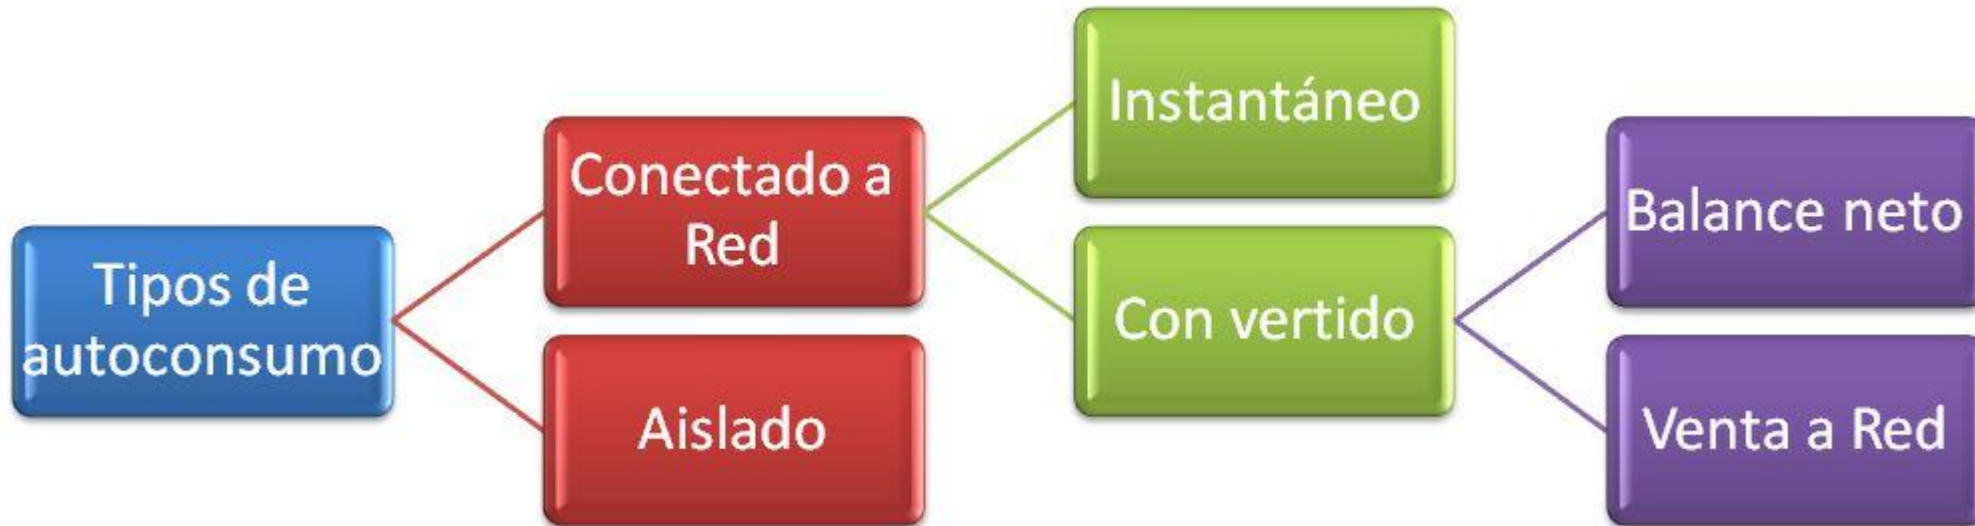 Tipos de
autoconsumo
Conectado a
Red
Aislado
Instantáneo
Con vertido
Balance neto
Venta a Red